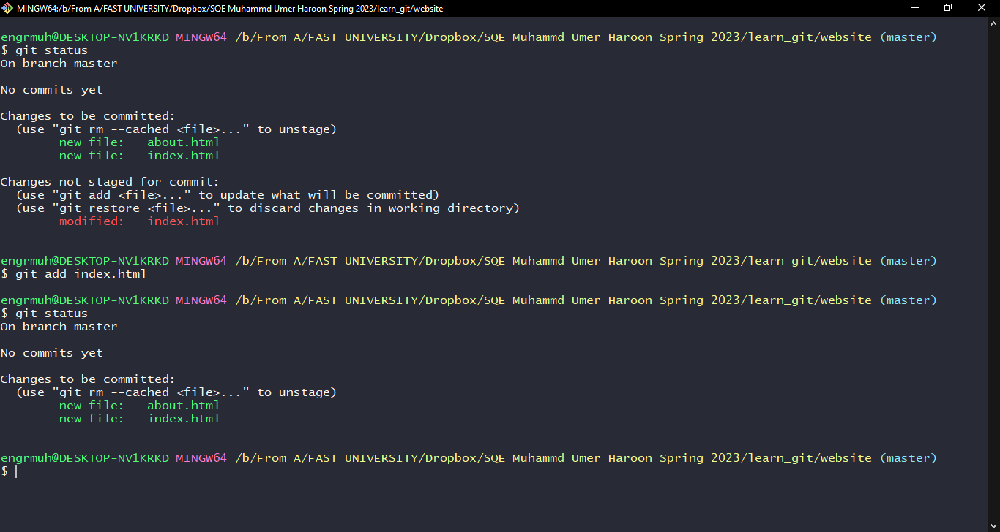 MINGW64:/b/From A/FAST UNIVERSITY/Dropbox/SQE Muhammd Umer Haroon Spring 2023/learn_git/website
engrmuh@DESKTOP-NV1KRKD MINGW64 /b/From A/FAST UNIVERSITY/Dropbox/SQE Muhammd Umer Haroon Spring 2023/learn_git/website (master)
$ git status
On branch master
No commits yet
Changes to be committed:
(use "git rm --cached <file>..." to unstage)
new file:   about.html
new file:   index.html
Changes not staged for commit:
(use "git add <file>..." to update what will be committed)
(use "git restore <file>..." to discard changes in working directory)
modified:   index.html
engrmuh@DESKTOP-NV1KRKD MINGW64 /b/From A/FAST UNIVERSITY/Dropbox/SQE Muhammd Umer Haroon Spring 2023/learn_git/website (master)
$ git add index.html
engrmuh@DESKTOP-NV1KRKD MINGW64 /b/From A/FAST UNIVERSITY/Dropbox/SQE Muhammd Umer Haroon Spring 2023/learn_git/website (master)
$ git status
On branch master
No commits yet
Changes to be committed:
(use "git rm --cached <file>..." to unstage)
new file:   about.html
new file:   index.html
engrmuh@DESKTOP-NV1KRKD MINGW64 /b/From A/FAST UNIVERSITY/Dropbox/SQE Muhammd Umer Haroon Spring 2023/learn_git/website (master)
$